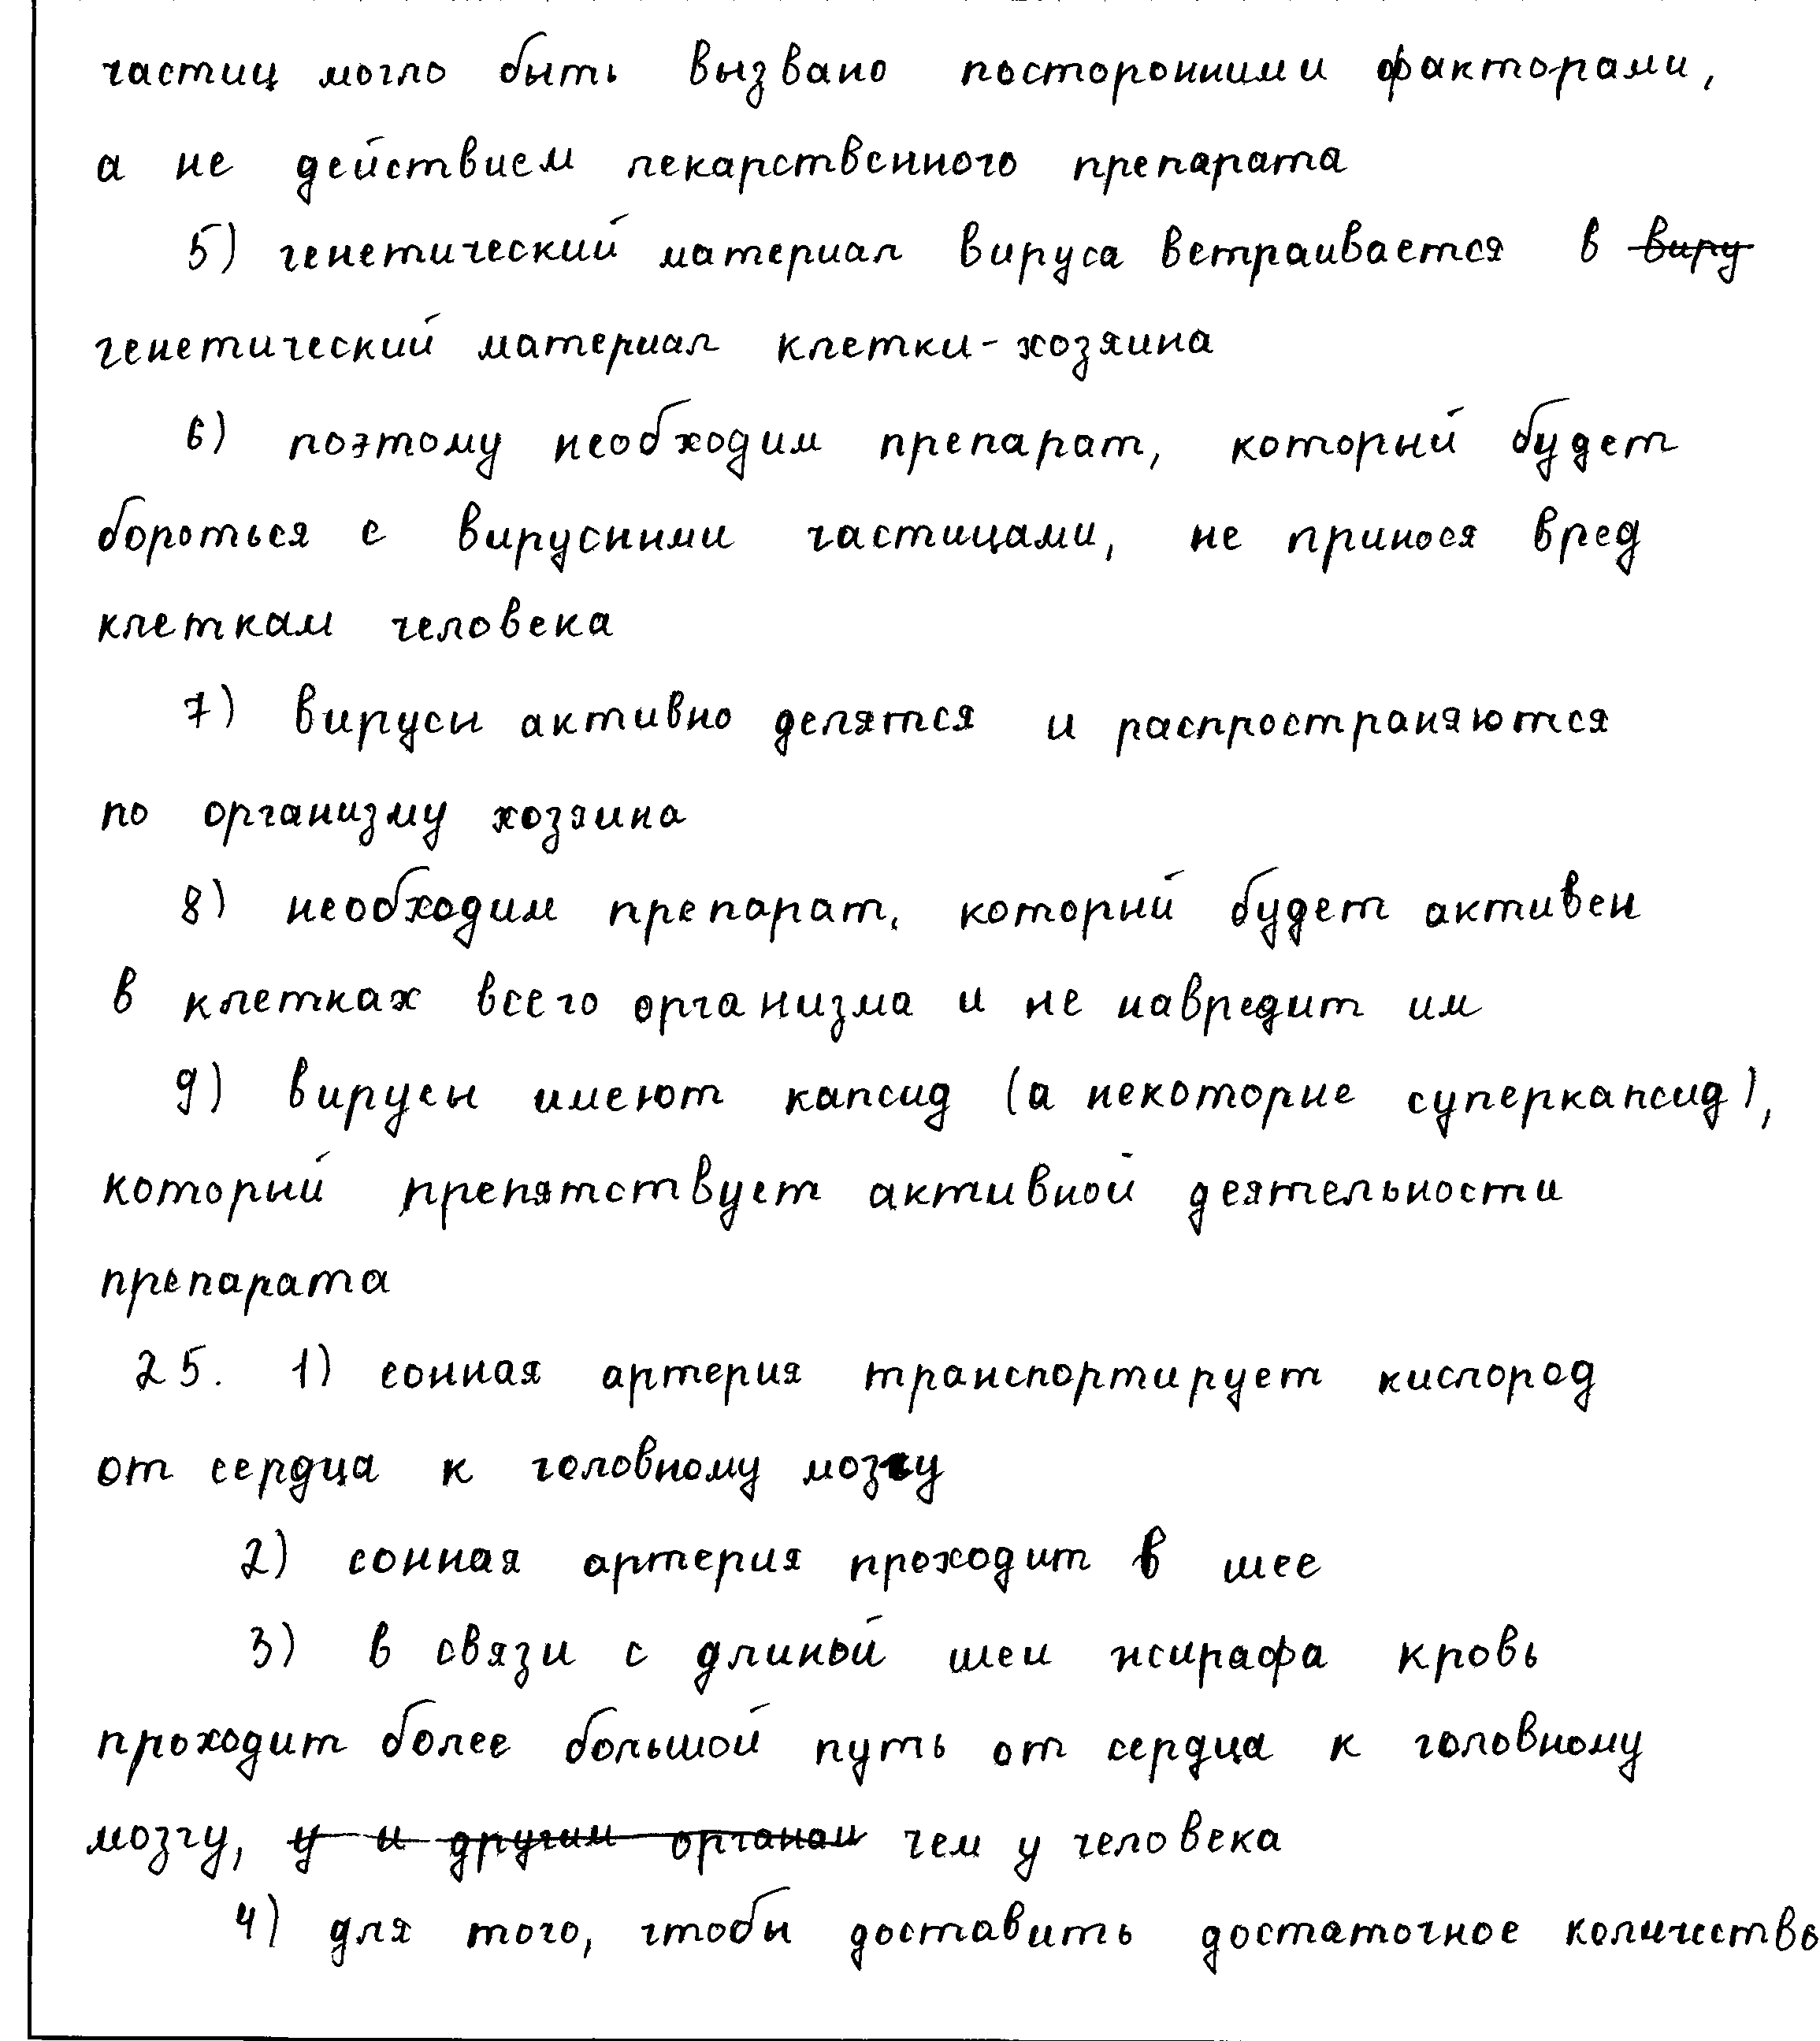 частиц могло быть вызвано посторонними факторами,
а не действием лекарственного препарата
5) генетический материал вируса ветраивается в ~~виру~~
генетический материал клетки-хозяина
6) поэтому необходим препарат, который будет
бороться с вирусными частицами, не принося вред
клеткам человека
7) вирусы активно делятся и распространяются
по организму хозяина
8) необходим препарат, который будет активен
в клетках всего организма и не навредит им
9) вирусы имеют капсид (а некоторые суперкапсид),
который препятствует активной деятельности
препарата
25. 1) сонная артерия транспортирует кислород
от сердца к головному мозгу
2) сонная артерия проходит в шее
3) в связи с длиной шеи жирафа кровь
проходит более большой путь от сердца к головному
мозгу, ~~у и другим органам~~ чем у человека
4) для того, чтобы доставить достаточное количество